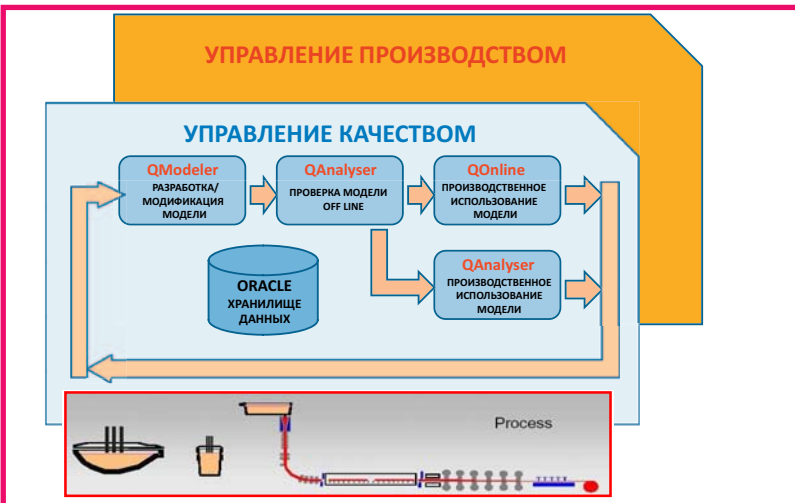 УПРАВЛЕНИЕ ПРОИЗВОДСТВОМ
УПРАВЛЕНИЕ КАЧЕСТВОМ
QModeler
РАЗРАБОТКА/
МОДИФИКАЦИЯ
МОДЕЛИ
QAnalyser
ПРОВЕРКА МОДЕЛИ
OFF LINE
QOnline
ПРОИЗВОДСТВЕННОЕ
ИСПОЛЬЗОВАНИЕ
МОДЕЛИ
QAnalyser
ПРОИЗВОДСТВЕННОЕ
ИСПОЛЬЗОВАНИЕ
МОДЕЛИ
ORACLE
ХРАНИЛИЩЕ
ДАННЫХ
Process